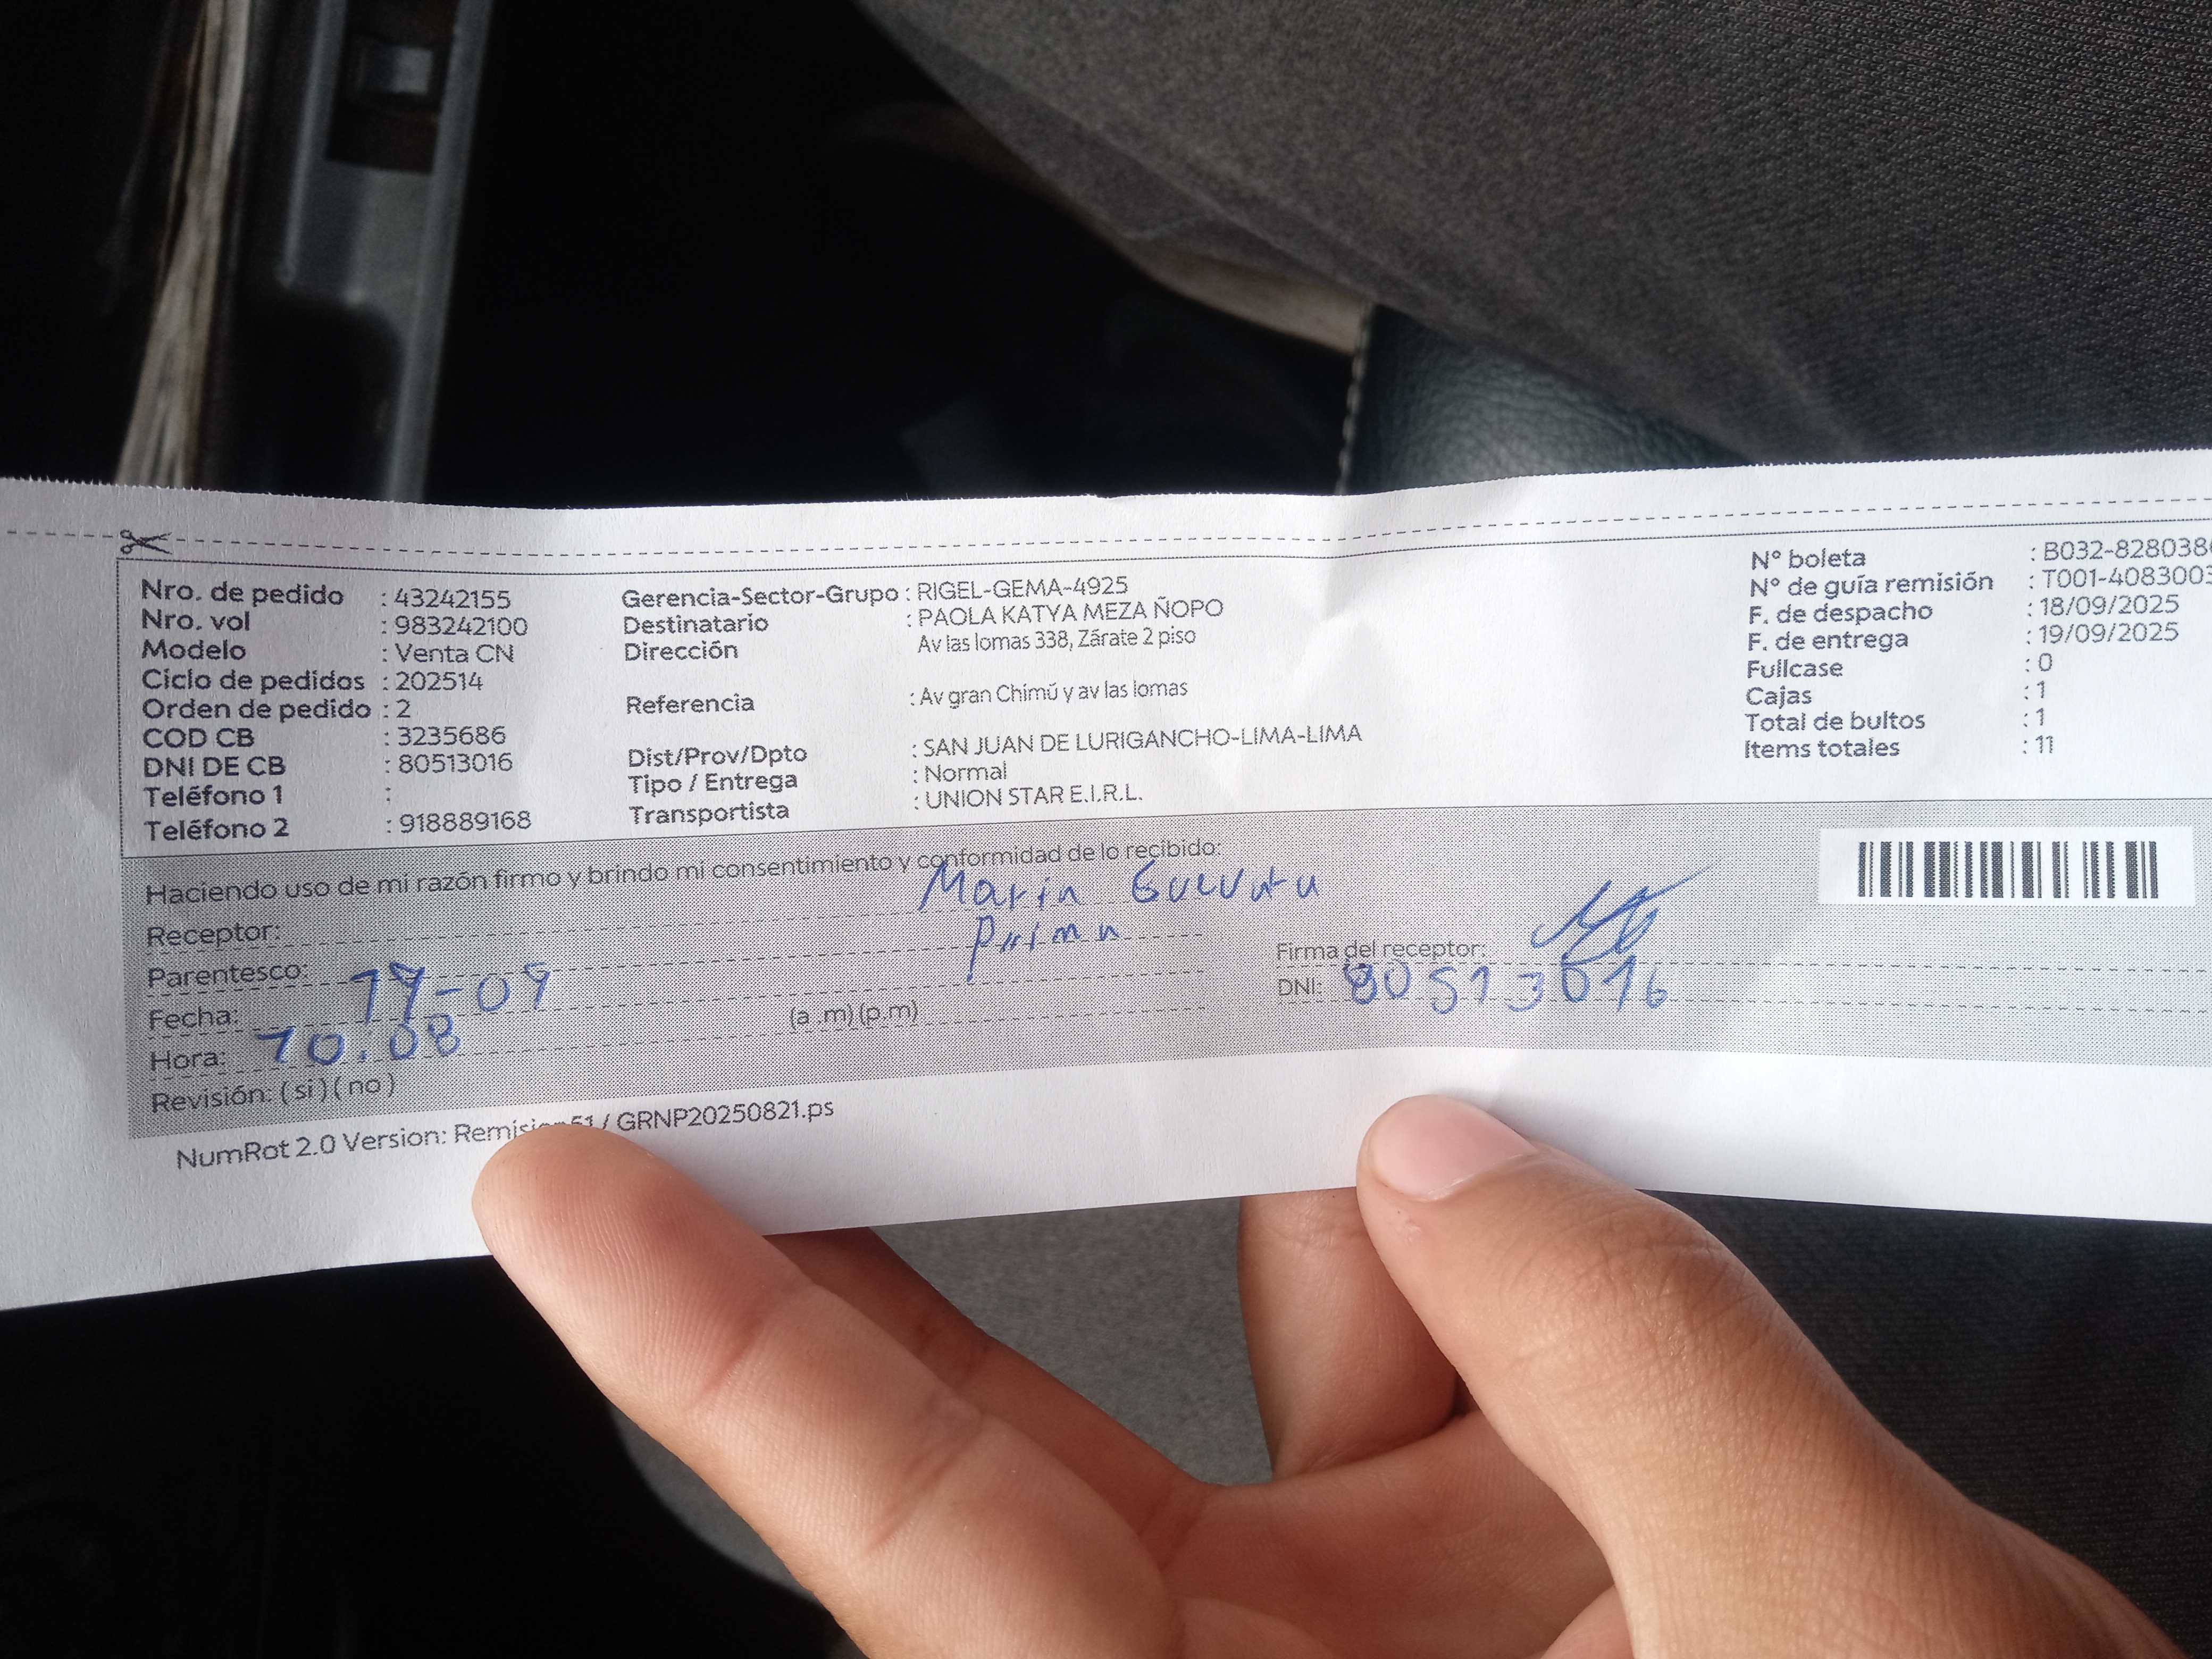 Nro. de pedido : 43242155
Nro. vol : 983242100
Modelo : Venta CN
Ciclo de pedidos : 202514
Orden de pedido : 2
COD CB : 3235686
DNI DE CB : 80513016
Teléfono 1 :
Teléfono 2 : 918889168
Gerencia-Sector-Grupo : RIGEL-GEMA-4925
Destinatario : PAOLA KATYA MEZA ÑOPO
Dirección Av las lomas 338, Zárate 2 piso
Referencia : Av gran Chimú y av las lomas
Dist/Prov/Dpto : SAN JUAN DE LURIGANCHO-LIMA-LIMA
Tipo / Entrega : Normal
Transportista : UNION STAR E.I.R.L.
N° boleta : B032-828038
N° de guía remisión : T001-4083003
F. de despacho : 18/09/2025
F. de entrega : 19/09/2025
Fullcase : 0
Cajas : 1
Total de bultos : 1
Items totales : 11
Haciendo uso de mi razón firmo y brindo mi consentimiento y conformidad de lo recibido:
Receptor: Maria
Parentesco: Prima
Firma del receptor:
Fecha: 19-09
DNI: 80513016
Hora: 10:08 (a .m) (p.m)
Revisión: ( si ) ( no )
NumRot 2.0 Version: / GRNP20250821.ps